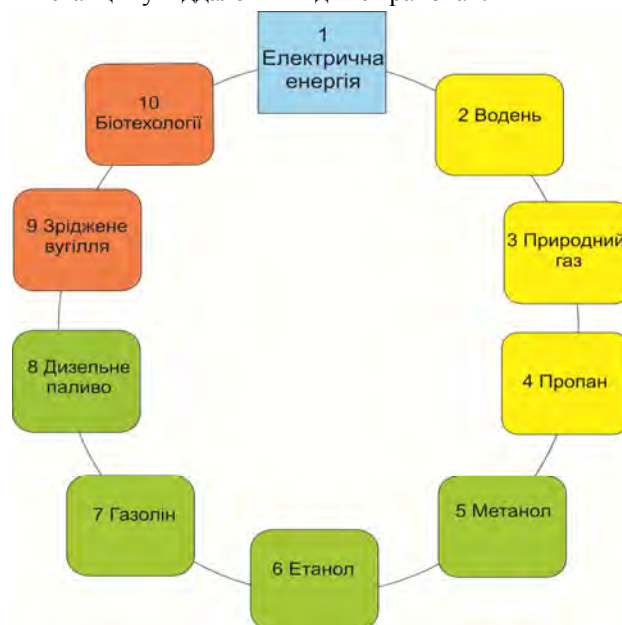 1
Електрична
енергія
2 Водень
3 Природний
газ
4 Пропан
5 Метанол
6 Етанол
7 Газолін
8 Дизельне
паливо
9 Зріджене
вугілля
10
Біотехології